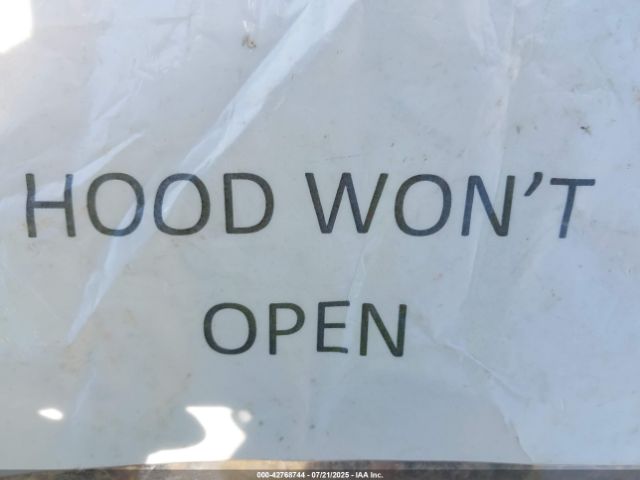 HOOD WON'T
OPEN
000-42768744 - 07/21/2025 - IAA Inc.